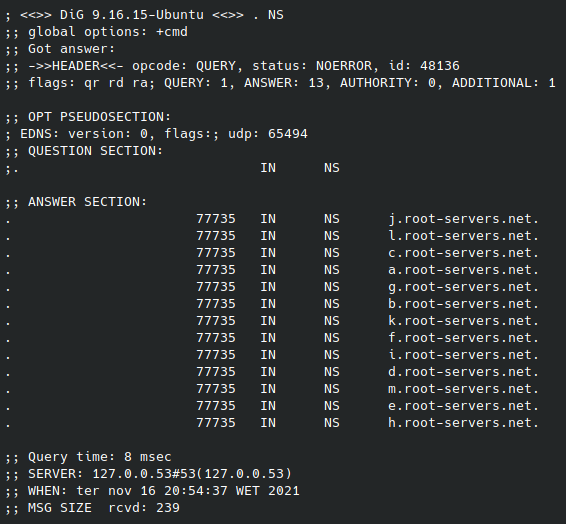 ; <<>> DiG 9.16.15-Ubuntu <<>> . NS
;; global options: +cmd
;; Got answer:
;; ->>HEADER<<- opcode: QUERY, status: NOERROR, id: 48136
;; flags: qr rd ra; QUERY: 1, ANSWER: 13, AUTHORITY: 0, ADDITIONAL: 1

;; OPT PSEUDOSECTION:
; EDNS: version: 0, flags:; udp: 65494
;; QUESTION SECTION:
;.				IN	NS

;; ANSWER SECTION:
.			77735	IN	NS	j.root-servers.net.
.			77735	IN	NS	l.root-servers.net.
.			77735	IN	NS	c.root-servers.net.
.			77735	IN	NS	a.root-servers.net.
.			77735	IN	NS	g.root-servers.net.
.			77735	IN	NS	b.root-servers.net.
.			77735	IN	NS	k.root-servers.net.
.			77735	IN	NS	f.root-servers.net.
.			77735	IN	NS	i.root-servers.net.
.			77735	IN	NS	d.root-servers.net.
.			77735	IN	NS	m.root-servers.net.
.			77735	IN	NS	e.root-servers.net.
.			77735	IN	NS	h.root-servers.net.

;; Query time: 8 msec
;; SERVER: 127.0.0.53#53(127.0.0.53)
;; WHEN: ter nov 16 20:54:37 WET 2021
;; MSG SIZE  rcvd: 239